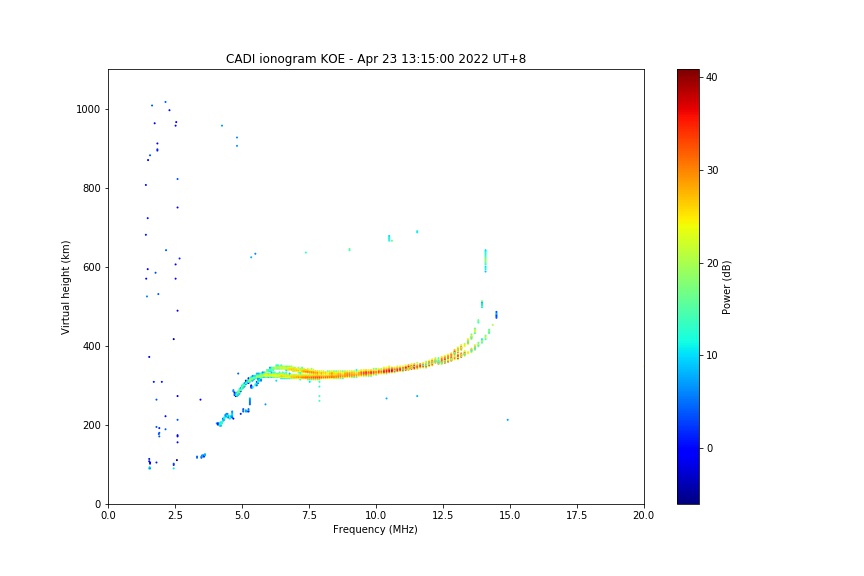 CADI ionogram KOE - Apr 23 13:15:00 2022 UT+8
Virtual height (km)
1000
800
600
400
200
0
0.0 2.5 5.0 7.5 10.0 12.5 15.0 17.5 20.0
Frequency (MHz)
40
30
20
10
0
Power (dB)